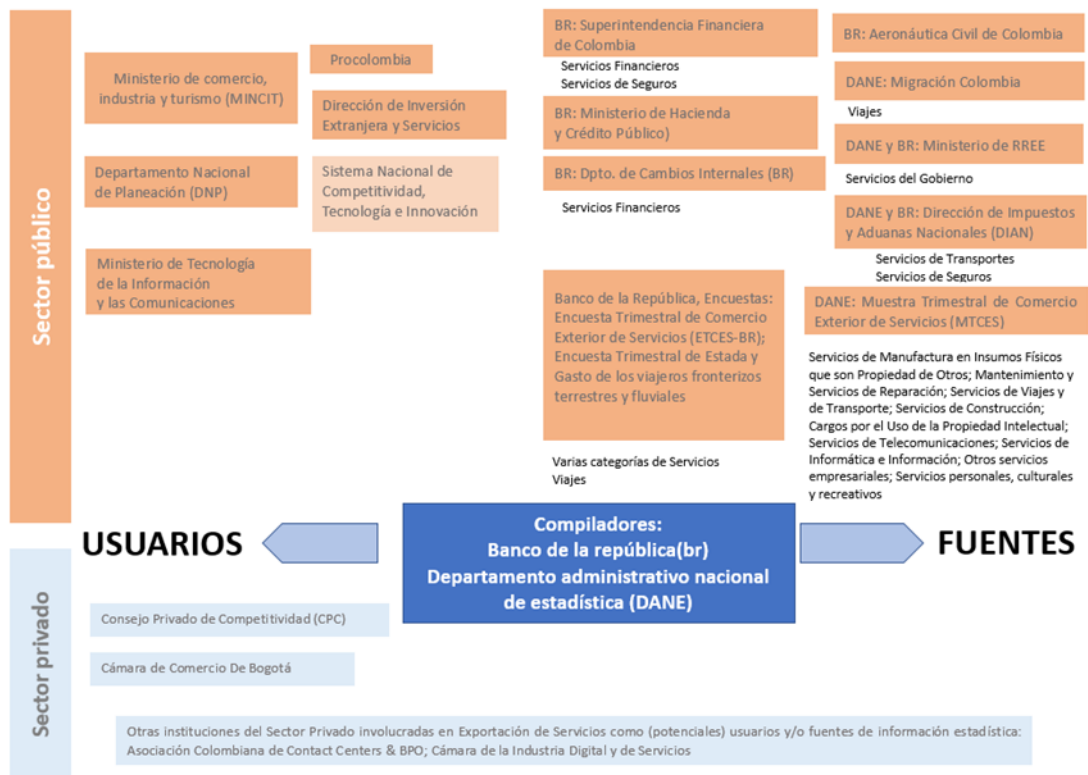 Sector público
Ministerio de comercio,
industria y turismo (MINCIT)
Departamento Nacional
de Planeación (DNP)
Ministerio de Tecnología
de la Información
y las Comunicaciones
Procolombia
Dirección de Inversión
Extranjera y Servicios
Sistema Nacional de
Competitividad,
Tecnología e Innovación
BR: Superintendencia Financiera
de Colombia
Servicios Financieros
Servicios de Seguros
BR: Ministerio de Hacienda
y Crédito Público)
BR: Dpto. de Cambios Internales (BR)
Servicios Financieros
Banco de la República, Encuestas:
Encuesta Trimestral de Comercio
Exterior de Servicios (ETCES-BR);
Encuesta Trimestral de Estada y
Gasto de los viajeros fronterizos
terrestres y fluviales
Varias categorías de Servicios
Viajes
BR: Aeronáutica Civil de Colombia
DANE: Migración Colombia
Viajes
DANE y BR: Ministerio de RREE
Servicios del Gobierno
DANE y BR: Dirección de Impuestos
y Aduanas Nacionales (DIAN)
Servicios de Transportes
Servicios de Seguros
DANE: Muestra Trimestral de Comercio
Exterior de Servicios (MTCES)
Servicios de Manufactura en Insumos Físicos
que son Propiedad de Otros; Mantenimiento y
Servicios de Reparación; Servicios de Viajes y
de Transporte; Servicios de Construcción;
Cargos por el Uso de la Propiedad Intelectual;
Servicios de Telecomunicaciones; Servicios de
Informática e Información; Otros servicios
empresariales; Servicios personales, culturales
y recreativos
USUARIOS
Compiladores:
Banco de la república(br)
Departamento administrativo nacional
de estadística (DANE)
FUENTES
Sector privado
Consejo Privado de Competitividad (CPC)
Cámara de Comercio De Bogotá
Otras instituciones del Sector Privado involucradas en Exportación de Servicios como (potenciales) usuarios y/o fuentes de información estadística:
Asociación Colombiana de Contact Centers & BPO; Cámara de la Industria Digital y de Servicios